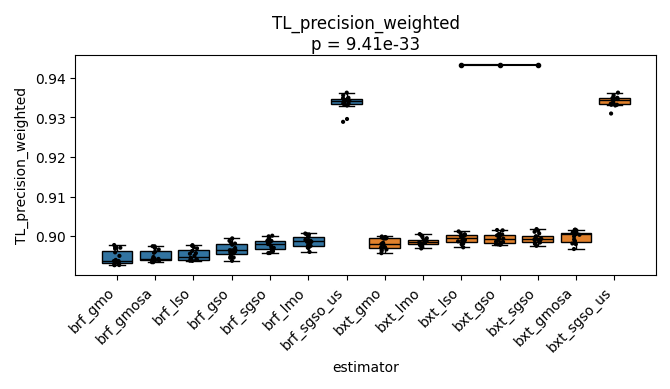 TL_precision_weighted
p = 9.41e-33
TL_precision_weighted
0.94
0.93
0.92
0.91
0.90
brf_gmo
brf_gmosa
brf_lso
brf_gso
brf_sgso
brf_lmo
brf_sgso_us
bxt_gmo
bxt_lmo
bxt_lso
bxt_gso
bxt_sgso
bxt_gmosa
bxt_sgso_us
estimator